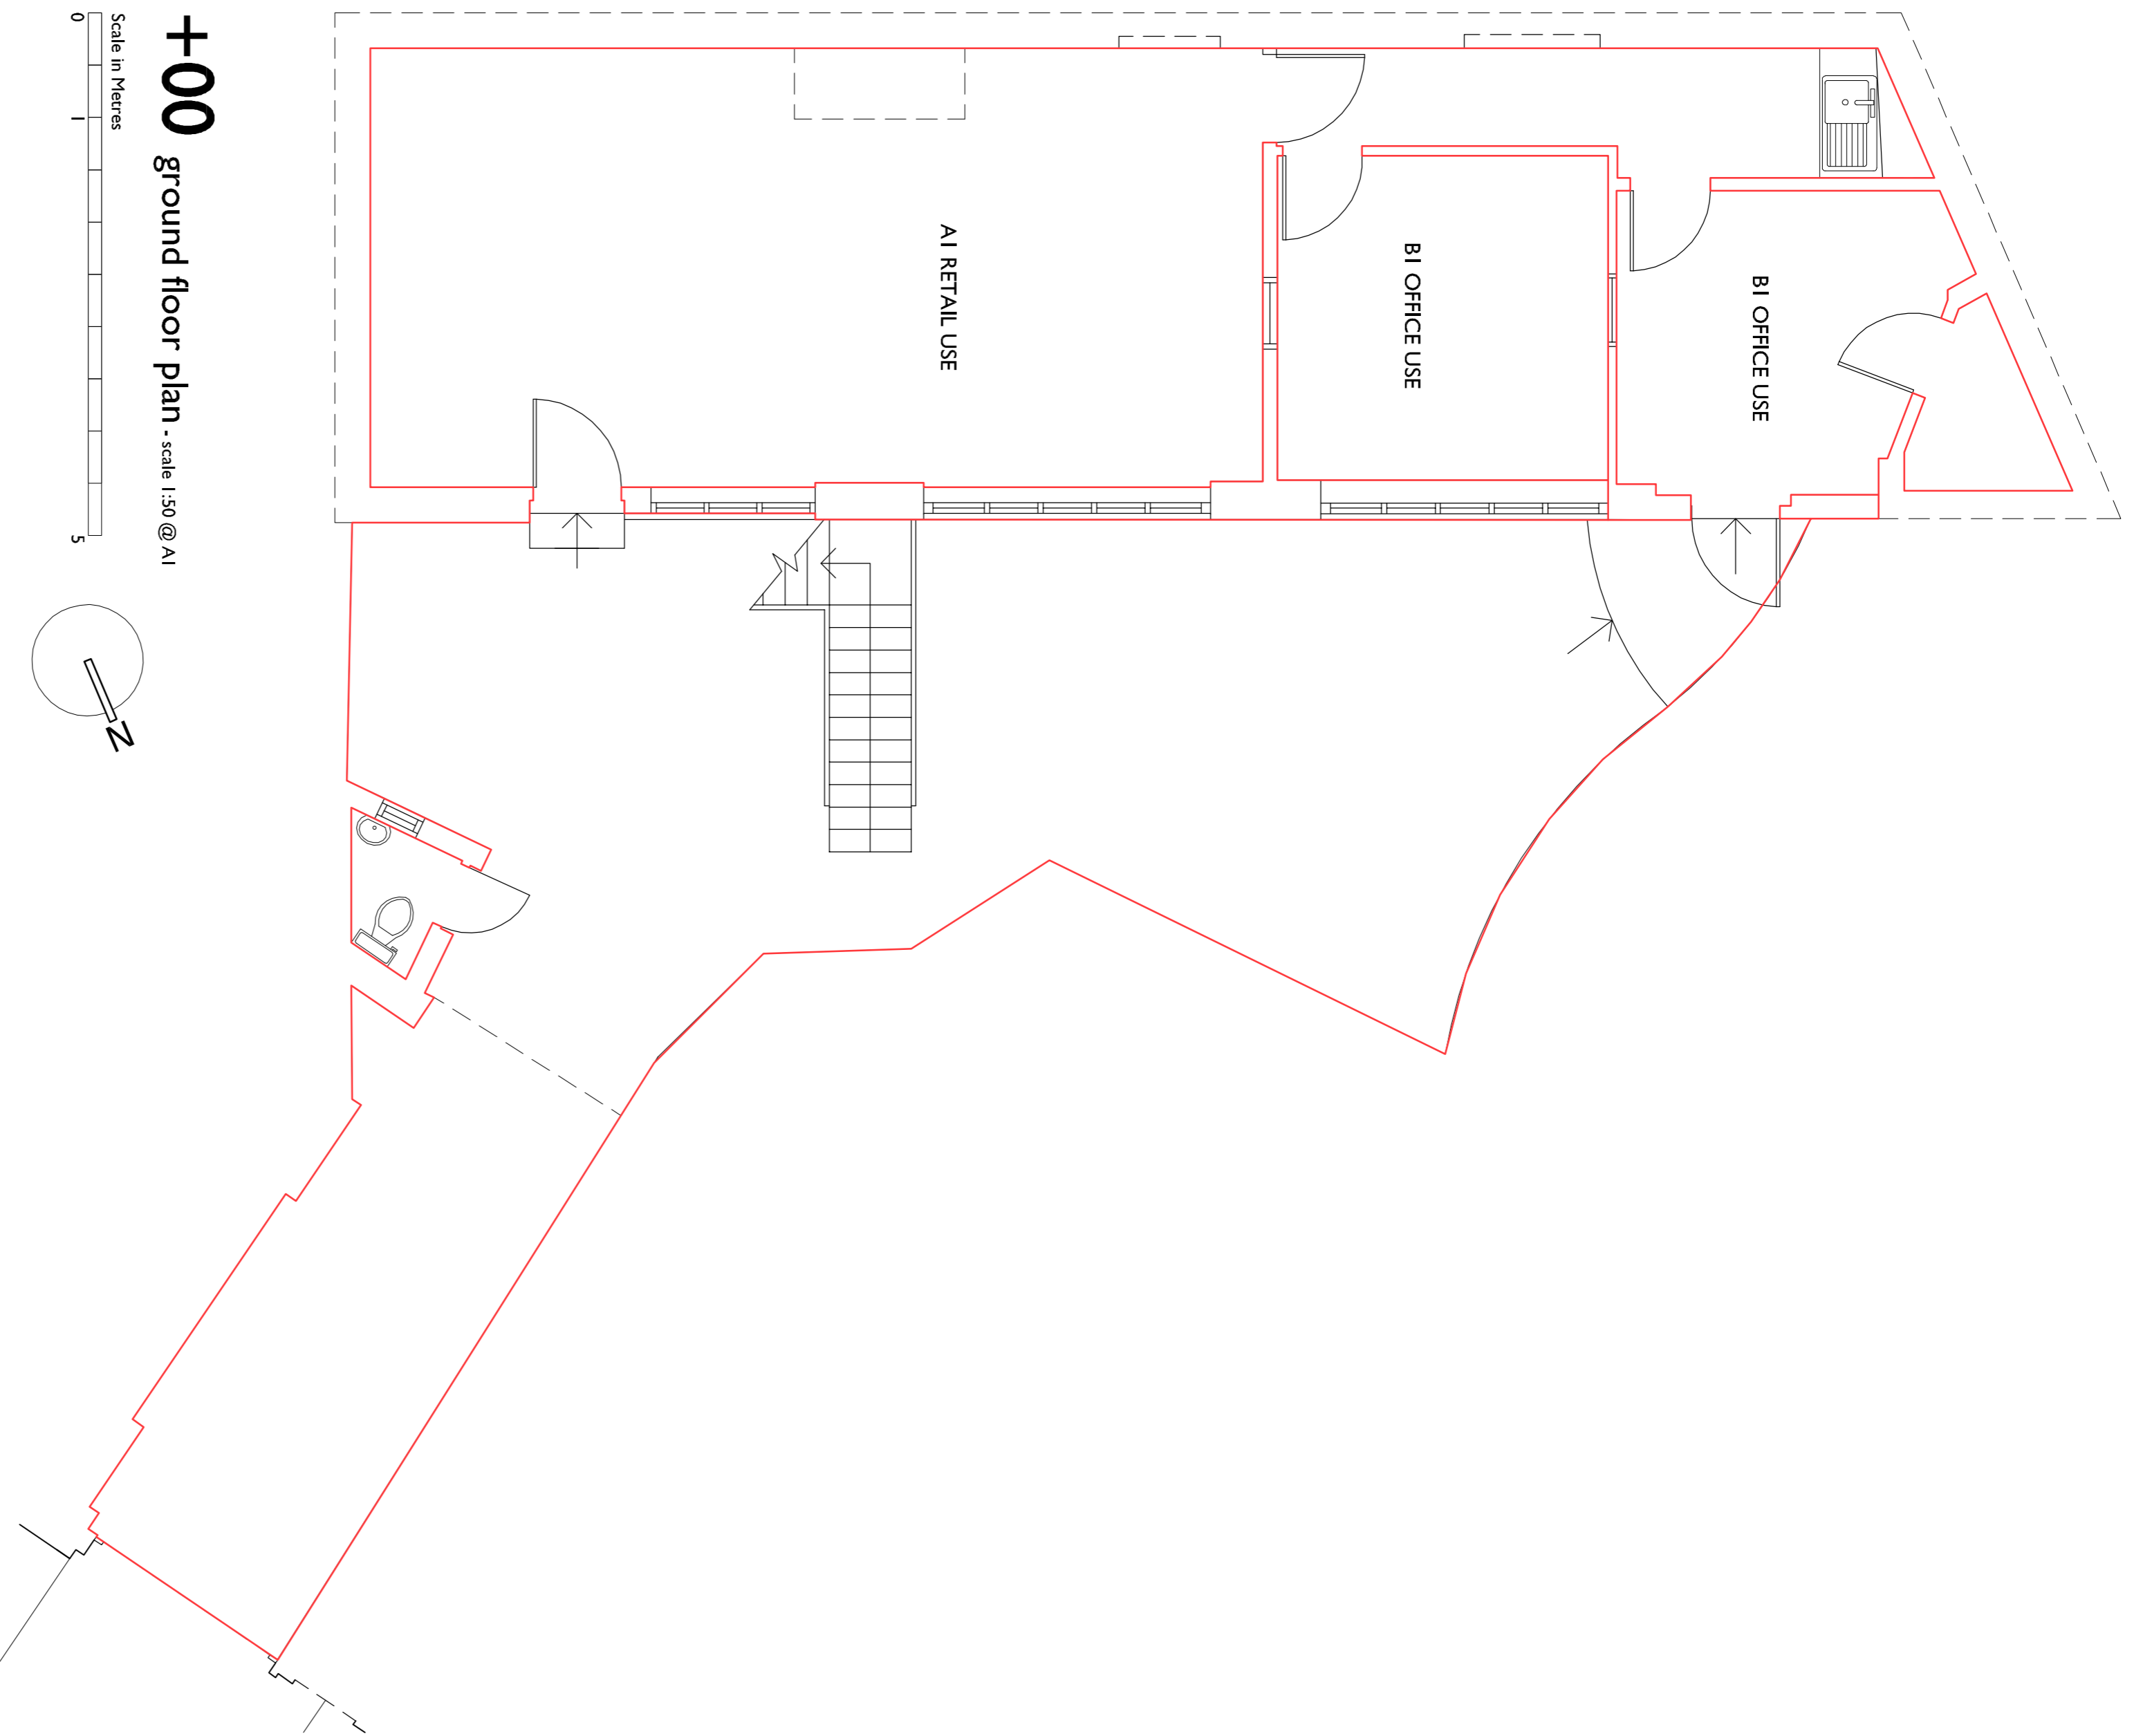 +00 ground floor plan - scale 1:50 @ A1
Scale in Metres
0 1 5
A1 RETAIL USE
B1 OFFICE USE
B1 OFFICE USE
N